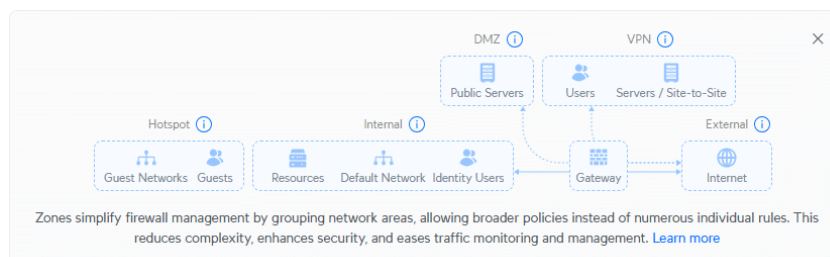 DMZ
VPN
Public Servers
Users
Servers / Site-to-Site
Hotspot
Internal
External
Guest Networks
Guests
Resources
Default Network
Identity Users
Gateway
Internet
Zones simplify firewall management by grouping network areas, allowing broader policies instead of numerous individual rules. This
reduces complexity, enhances security, and eases traffic monitoring and management. Learn more